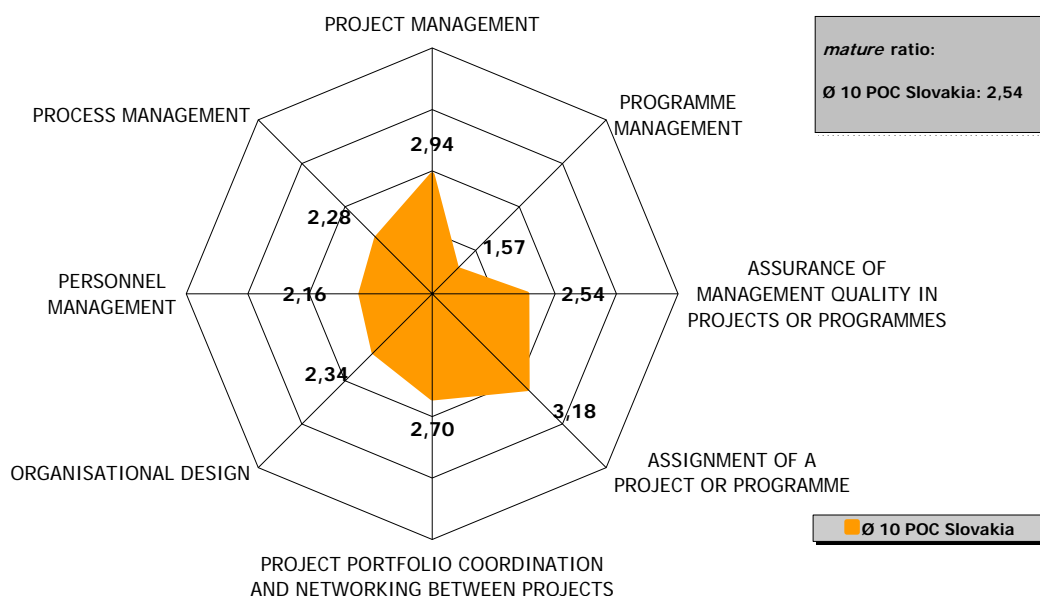 PROJECT MANAGEMENT
mature ratio:
Ø 10 POC Slovakia: 2,54
PROCESS MANAGEMENT
PROGRAMME
MANAGEMENT
2,94
2,28
1,57
PERSONNEL
MANAGEMENT
2,16
2,54
ASSURANCE OF
MANAGEMENT QUALITY IN
PROJECTS OR PROGRAMMES
2,34
2,70
3,18
ORGANISATIONAL DESIGN
ASSIGNMENT OF A
PROJECT OR PROGRAMME
Ø 10 POC Slovakia
PROJECT PORTFOLIO COORDINATION
AND NETWORKING BETWEEN PROJECTS